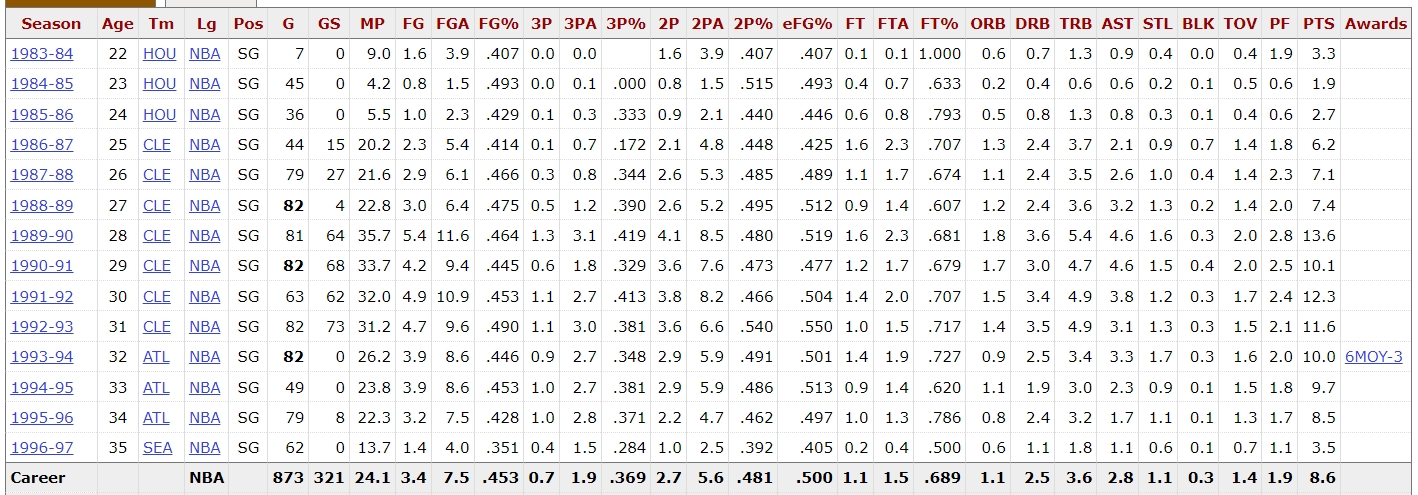 Season Age Tm Lg Pos G GS MP FG FGA FG% 3P 3PA 3P% 2P 2PA 2P% eFG% FT FTA FT% ORB DRB TRB AST STL BLK TOV PF PTS Awards
1983-84 22 HOU NBA SG 7 0 9.0 1.6 3.9 .407 0.0 0.0 1.6 3.9 .407 .407 0.1 0.1 1.000 0.6 0.7 1.3 0.9 0.4 0.0 0.4 1.9 3.3
1984-85 23 HOU NBA SG 45 0 4.2 0.8 1.5 .493 0.0 0.1 .000 0.8 1.5 .515 .493 0.4 0.7 .633 0.2 0.4 0.6 0.6 0.2 0.1 0.5 0.6 1.9
1985-86 24 HOU NBA SG 36 0 5.5 1.0 2.3 .429 0.1 0.3 .333 0.9 2.1 .440 .446 0.6 0.8 .793 0.5 0.8 1.3 0.8 0.3 0.1 0.4 0.6 2.7
1986-87 25 CLE NBA SG 44 15 20.2 2.3 5.4 .414 0.1 0.7 .172 2.1 4.8 .448 .425 1.6 2.3 .707 1.3 2.4 3.7 2.1 0.9 0.7 1.4 1.8 6.2
1987-88 26 CLE NBA SG 79 27 21.6 2.9 6.1 .466 0.3 0.8 .344 2.6 5.3 .485 .489 1.1 1.7 .674 1.1 2.4 3.5 2.6 1.0 0.4 1.4 2.3 7.1
1988-89 27 CLE NBA SG 82 4 22.8 3.0 6.4 .475 0.5 1.2 .390 2.6 5.2 .495 .512 0.9 1.4 .607 1.2 2.4 3.6 3.2 1.3 0.2 1.4 2.0 7.4
1989-90 28 CLE NBA SG 81 64 35.7 5.4 11.6 .464 1.3 3.1 .419 4.1 8.5 .480 .519 1.6 2.3 .681 1.8 3.6 5.4 4.6 1.6 0.3 2.0 2.8 13.6
1990-91 29 CLE NBA SG 82 68 33.7 4.2 9.4 .445 0.6 1.8 .329 3.6 7.6 .473 .477 1.2 1.7 .679 1.7 3.0 4.7 4.6 1.5 0.4 2.0 2.5 10.1
1991-92 30 CLE NBA SG 63 62 32.0 4.9 10.9 .453 1.1 2.7 .413 3.8 8.2 .466 .504 1.4 2.0 .707 1.5 3.4 4.9 3.8 1.2 0.3 1.7 2.4 12.3
1992-93 31 CLE NBA SG 82 73 31.2 4.7 9.6 .490 1.1 3.0 .381 3.6 6.6 .540 .550 1.0 1.5 .717 1.4 3.5 4.9 3.1 1.3 0.3 1.5 2.1 11.6
1993-94 32 ATL NBA SG 82 0 26.2 3.9 8.6 .446 0.9 2.7 .348 2.9 5.9 .491 .501 1.4 1.9 .727 0.9 2.5 3.4 3.3 1.7 0.3 1.6 2.0 10.0 6MOY-3
1994-95 33 ATL NBA SG 49 0 23.8 3.9 8.6 .453 1.0 2.7 .381 2.9 5.9 .486 .513 0.9 1.4 .620 1.1 1.9 3.0 2.3 0.9 0.1 1.5 1.8 9.7
1995-96 34 ATL NBA SG 79 8 22.3 3.2 7.5 .428 1.0 2.8 .371 2.2 4.7 .462 .497 1.0 1.3 .786 0.8 2.4 3.2 1.7 1.1 0.1 1.3 1.7 8.5
1996-97 35 SEA NBA SG 62 0 13.7 1.4 4.0 .351 0.4 1.5 .284 1.0 2.5 .392 .405 0.2 0.4 .500 0.6 1.1 1.8 1.1 0.6 0.1 0.7 1.1 3.5
Career NBA 873 321 24.1 3.4 7.5 .453 0.7 1.9 .369 2.7 5.6 .481 .500 1.1 1.5 .689 1.1 2.5 3.6 2.8 1.1 0.3 1.4 1.9 8.6